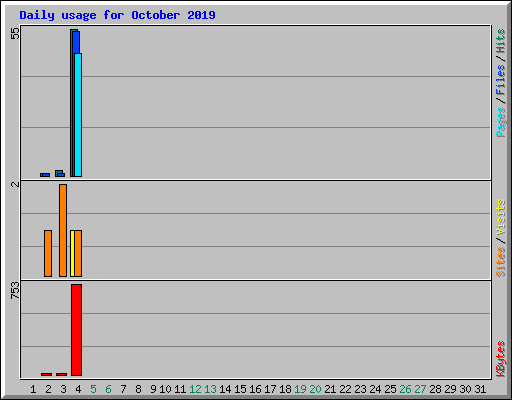 Daily usage for October 2019
55
2
753
Pages / Files / Hits
Sites / Visits
KBytes
1 2 3 4 5 6 7 8 9 10 11 12 13 14 15 16 17 18 19 20 21 22 23 24 25 26 27 28 29 30 31